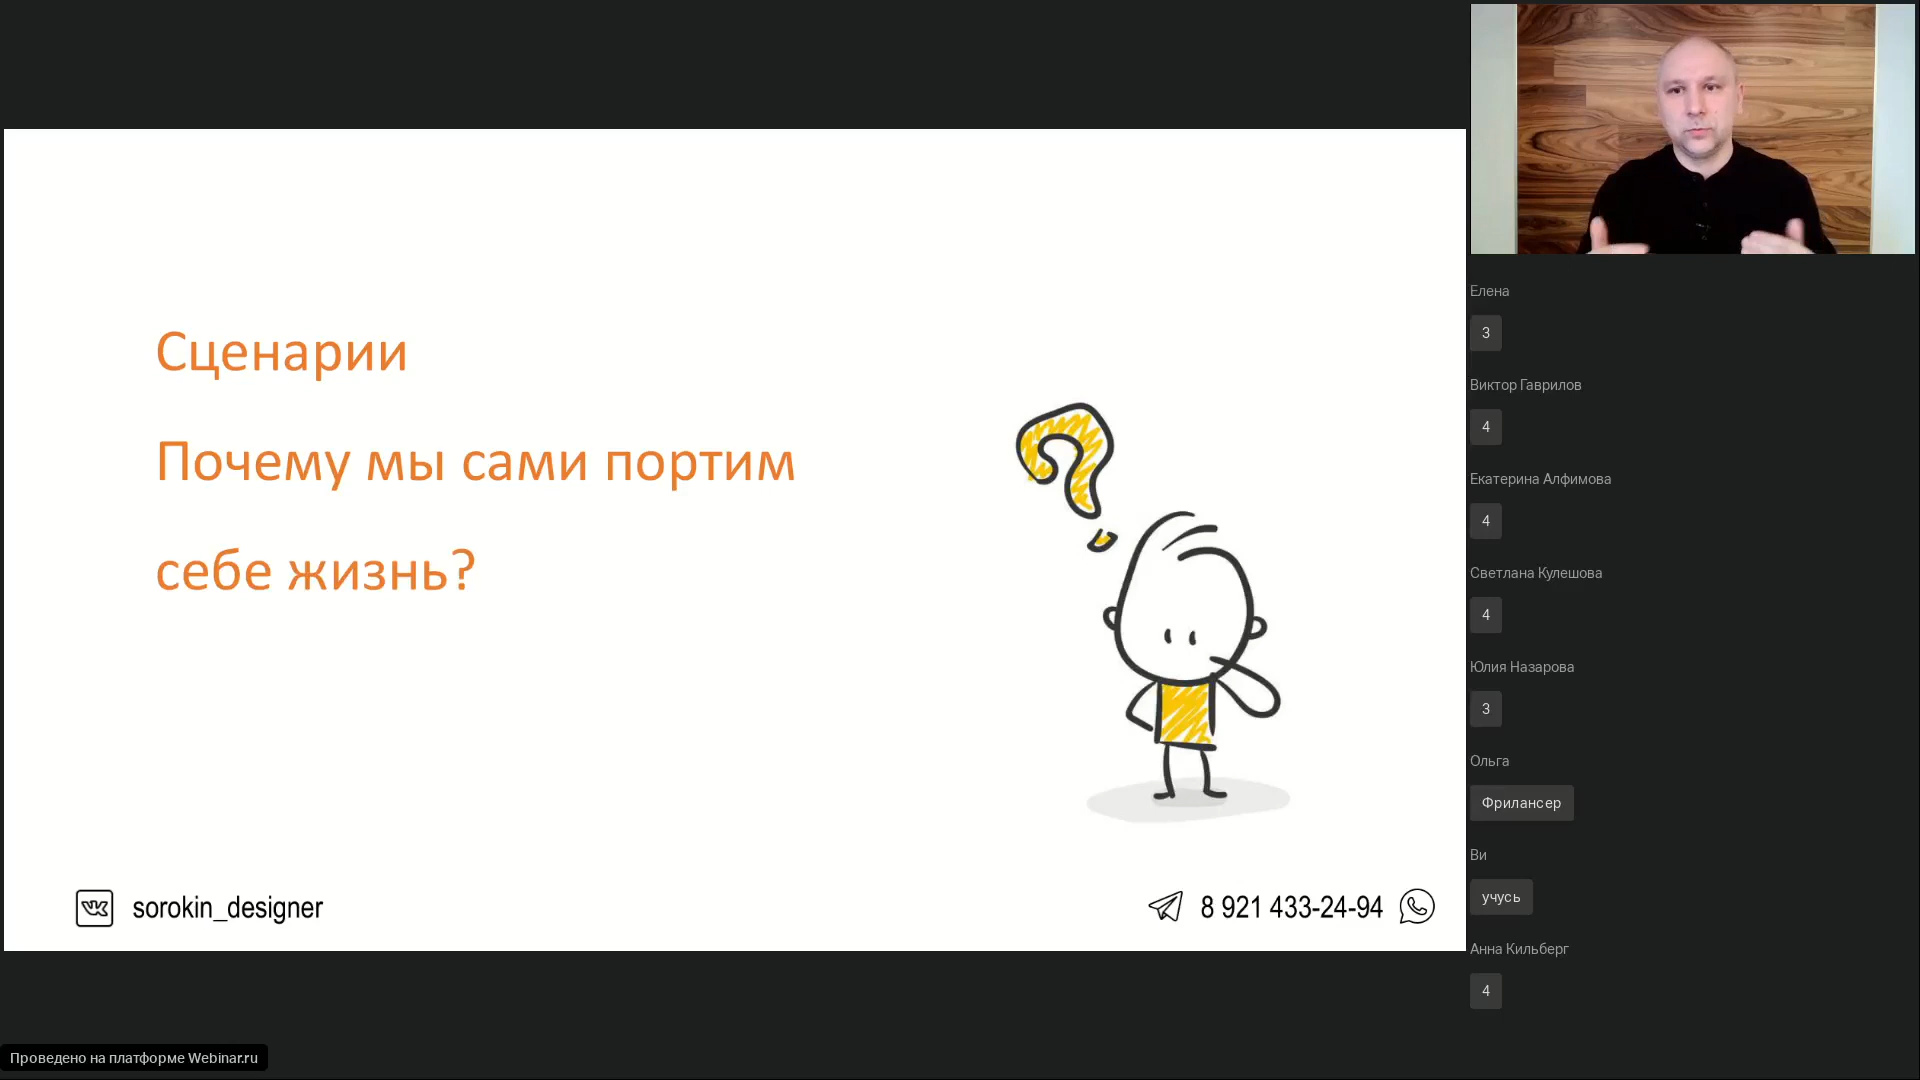 Сценарии
Почему мы сами портим
себе жизнь?
sorokin_designer
8 921 433-24-94
Елена
3
Виктор Гаврилов
4
Екатерина Алфимова
4
Светлана Кулешова
4
Юлия Назарова
3
Ольга
Фрилансер
Ви
учусь
Анна Кильберг
4
Проведено на платформе Webinar.ru